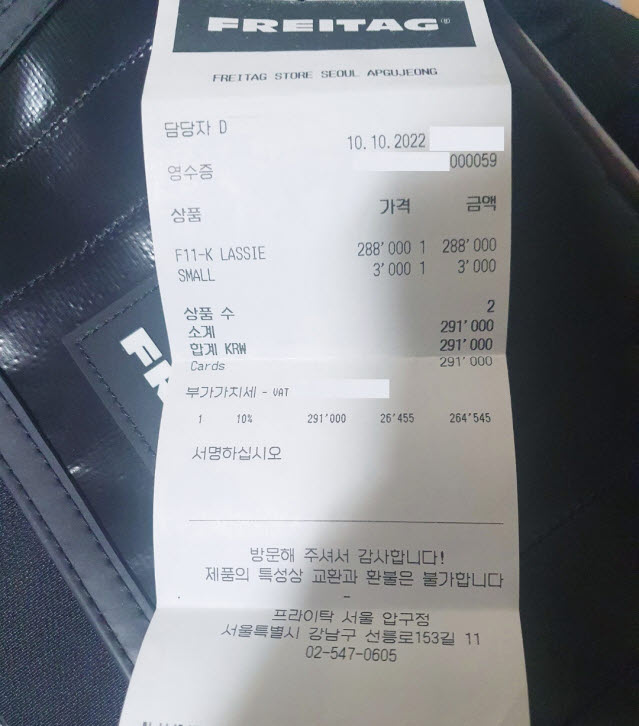 FREITAG®
FREITAG STORE SEOUL APGUJEONG
담당자 D
10.10.2022
영수증 000059
상품 가격 금액
F11-K LASSIE 288'000 1 288'000
SMALL 3'000 1 3'000
상품 수 2
소계 291'000
합계 KRW 291'000
Cards 291'000
부가가치세 - VAT
1 10% 291'000 26'455 264'545
서명하십시오
방문해 주셔서 감사합니다!
제품의 특성상 교환과 환불은 불가합니다
-
프라이탁 서울 압구정
서울특별시 강남구 선릉로153길 11
02-547-0605